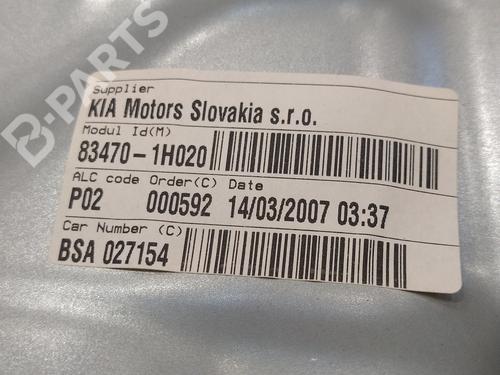 B-PARTS
Supplier
KIA Motors Slovakia s.r.o.
Modul Id(M)
83470-1H020
ALC code Order(C) Date
P02 000592 14/03/2007 03:37
Car Number (C)
BSA 027154